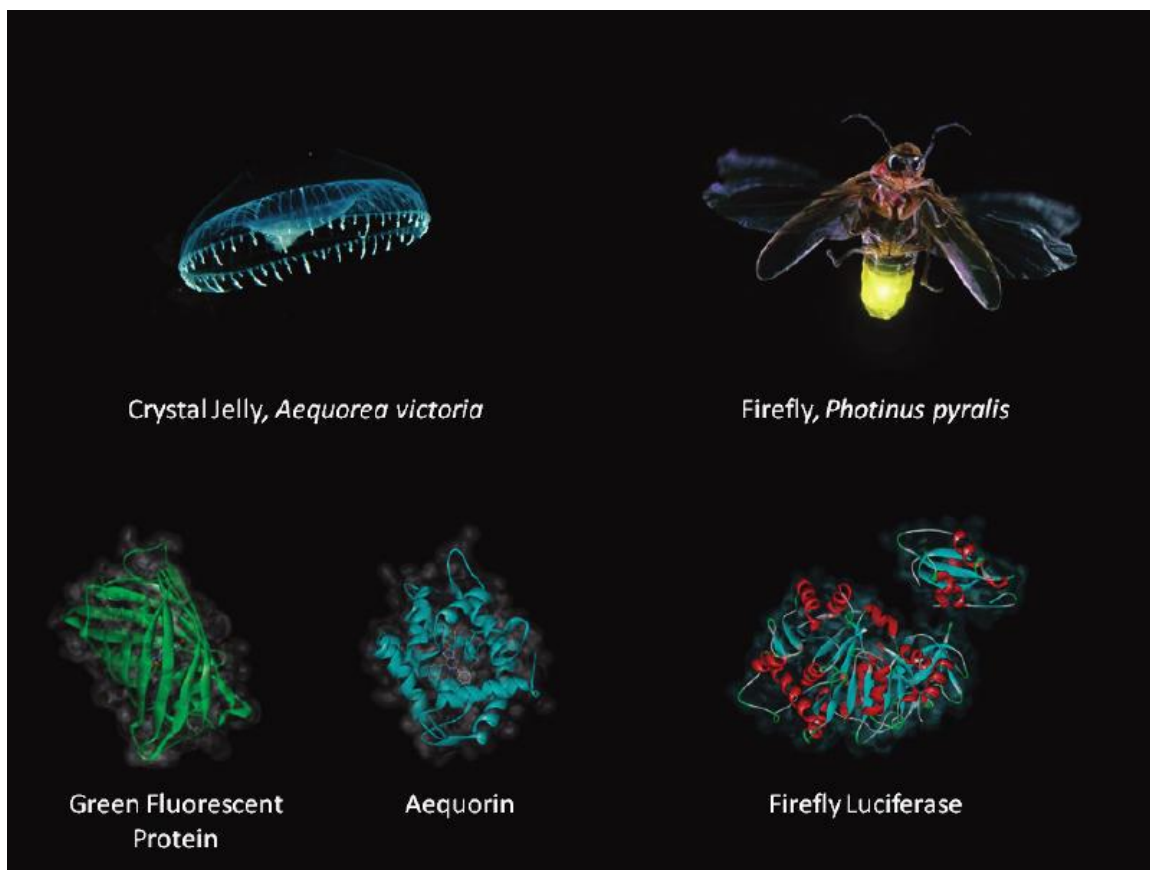 Crystal Jelly, Aequorea victoria
Firefly, Photinus pyralis
Green Fluorescent
Protein
Aequorin
Firefly Luciferase